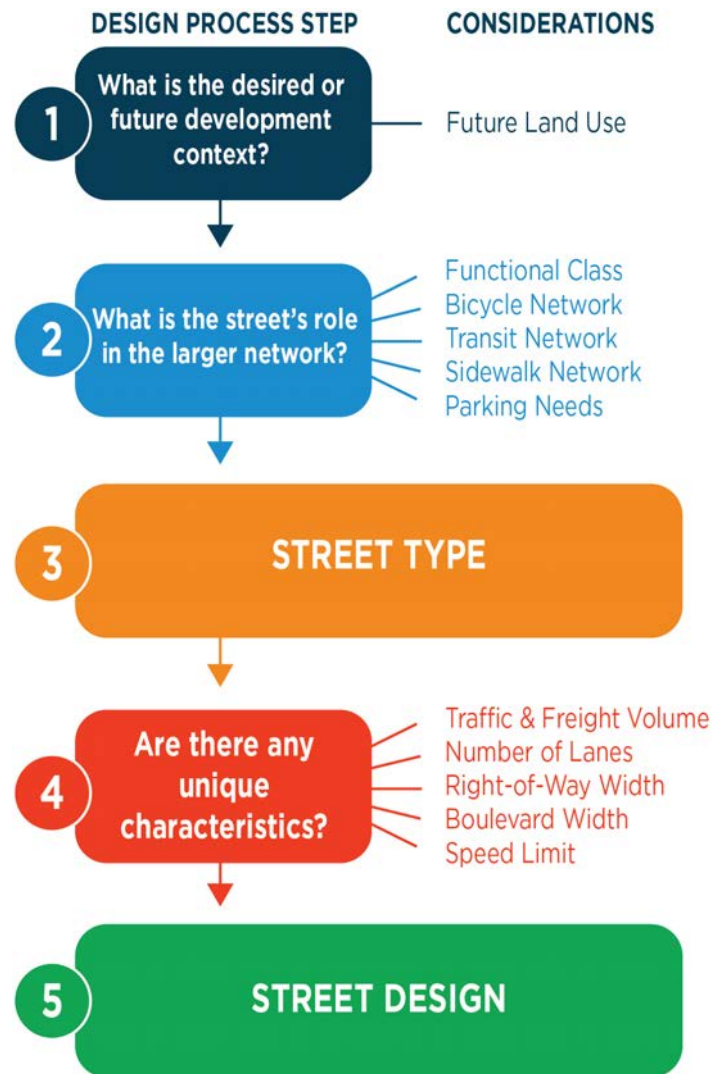 DESIGN PROCESS STEP
CONSIDERATIONS
1
What is the desired or
future development
context?
Future Land Use
2
What is the street’s role
in the larger network?
Functional Class
Bicycle Network
Transit Network
Sidewalk Network
Parking Needs
3
STREET TYPE
4
Are there any
unique
characteristics?
Traffic & Freight Volume
Number of Lanes
Right-of-Way Width
Boulevard Width
Speed Limit
5
STREET DESIGN